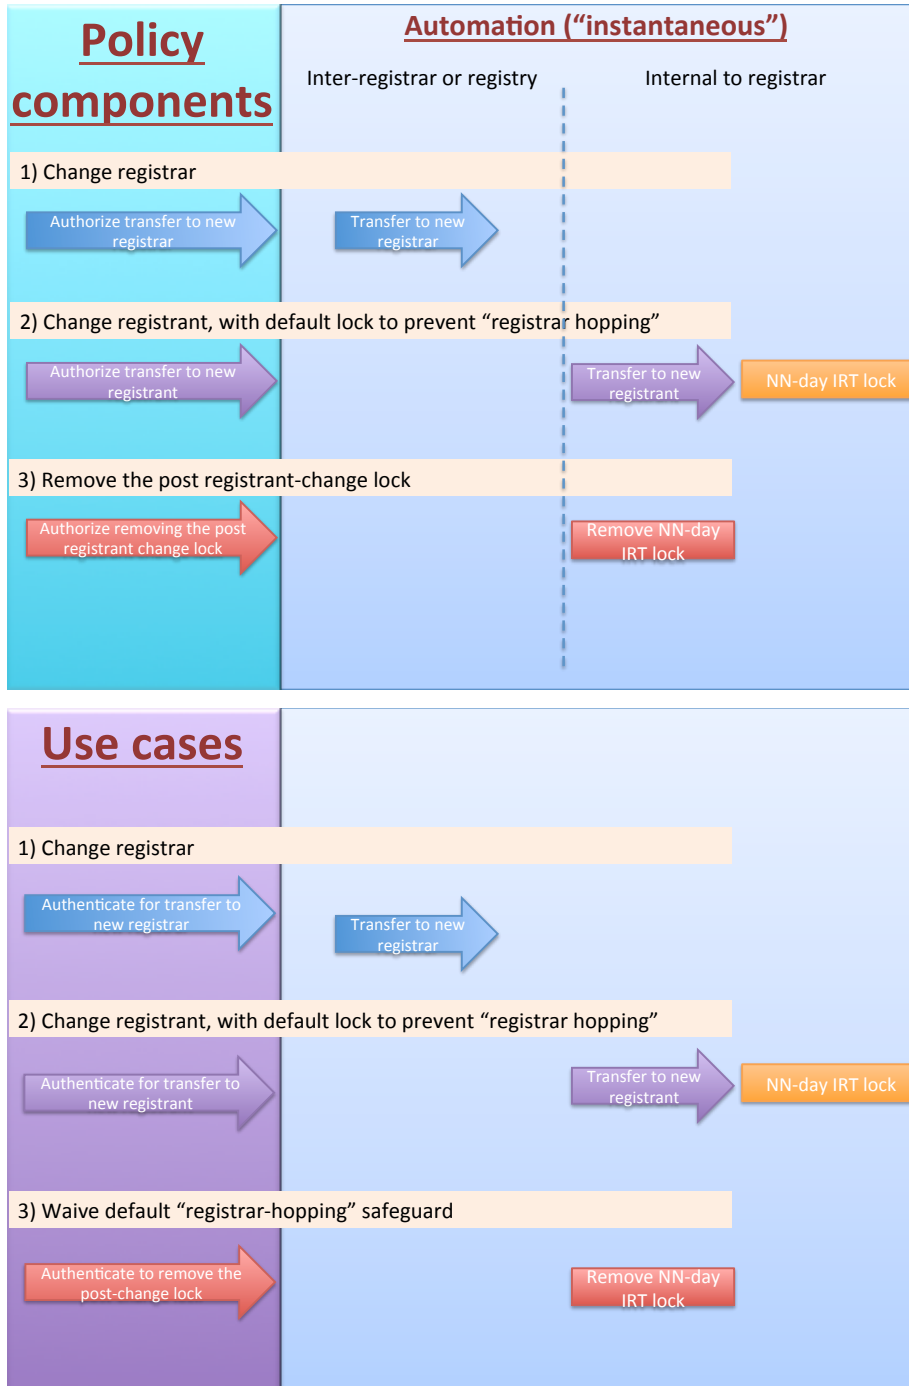 Policy
components
Automation (“instantaneous”)
Inter-registrar or registry
Internal to registrar
1) Change registrar
Authorize transfer to new
registrar
Transfer to new
registrar
2) Change registrant, with default lock to prevent “registrar hopping”
Authorize transfer to new
registrant
Transfer to new
registrant
NN-day IRT lock
3) Remove the post registrant-change lock
Authorize removing the post
registrant change lock
Remove NN-day
IRT lock
Use cases
1) Change registrar
Authenticate for transfer to
new registrar
Transfer to new
registrar
2) Change registrant, with default lock to prevent “registrar hopping”
Authenticate for transfer to
new registrant
Transfer to new
registrant
NN-day IRT lock
3) Waive default “registrar-hopping” safeguard
Authenticate to remove the
post-change lock
Remove NN-day
IRT lock